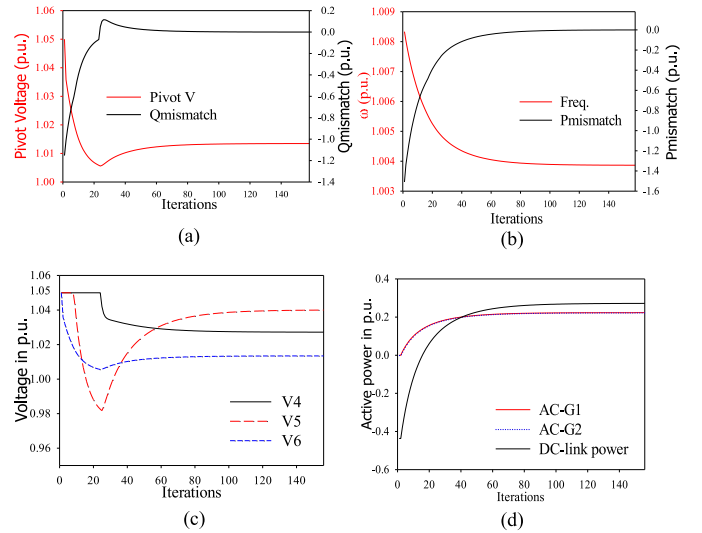 1.06
1.05
1.04
1.03
1.02
1.01
1.00
Pivot Voltage (p.u.)
0.2
0.0
-0.2
-0.4
-0.6
-0.8
-1.0
-1.2
-1.4
Qmismatch (p.u.)
Pivot V
Qmismatch
0 20 40 60 80 100 120 140
Iterations
(a)
1.009
1.008
1.006
1.004
1.003
ω (p.u.)
0.0
-0.2
-0.4
-0.6
-0.8
-1.0
-1.2
-1.4
-1.6
Pmismatch (p.u.)
Freq.
Pmismatch
0 20 40 60 80 100 120 140
Iterations
(b)
1.06
1.05
1.04
1.02
1.00
0.98
0.96
Voltage in p.u.
V4
V5
V6
0 20 40 60 80 100 120 140
Iterations
(c)
0.4
0.2
0.0
-0.2
-0.4
-0.6
Active power in p.u.
AC-G1
AC-G2
DC-link power
0 20 40 60 80 100 120 140
Iterations
(d)